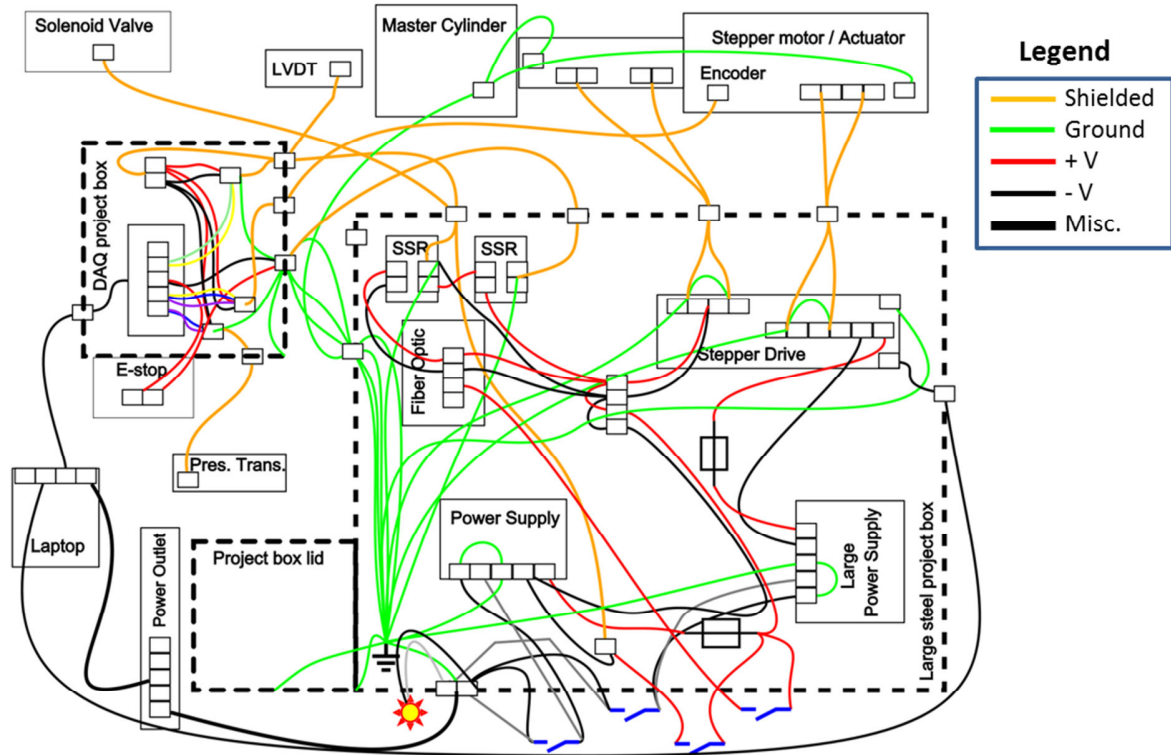 Solenoid Valve
LVDT
Master Cylinder
Stepper motor / Actuator
Encoder
Legend
Shielded
Ground
+ V
- V
Misc.
DAQ project box
SSR
SSR
Fiber Optic
Stepper Drive
E-stop
Pres. Trans.
Laptop
Power Outlet
Project box lid
Power Supply
Large
Power Supply
Large steel project box